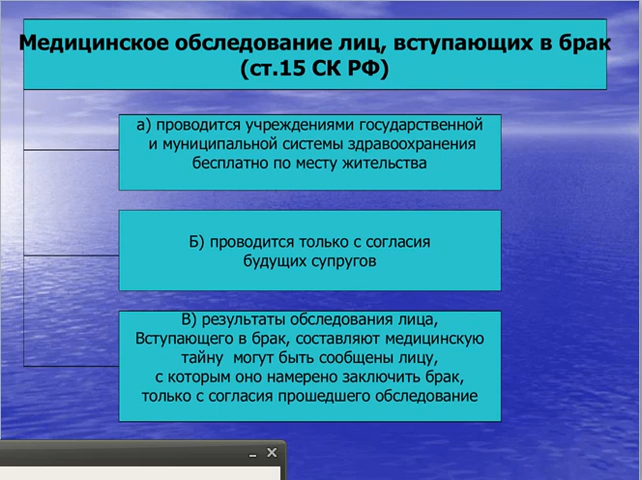 Медицинское обследование лиц, вступающих в брак
(ст.15 СК РФ)
а) проводится учреждениями государственной
и муниципальной системы здравоохранения
бесплатно по месту жительства
Б) проводится только с согласия
будущих супругов
В) результаты обследования лица,
Вступающего в брак, составляют медицинскую
тайну могут быть сообщены лицу,
с которым оно намерено заключить брак,
только с согласия прошедшего обследование